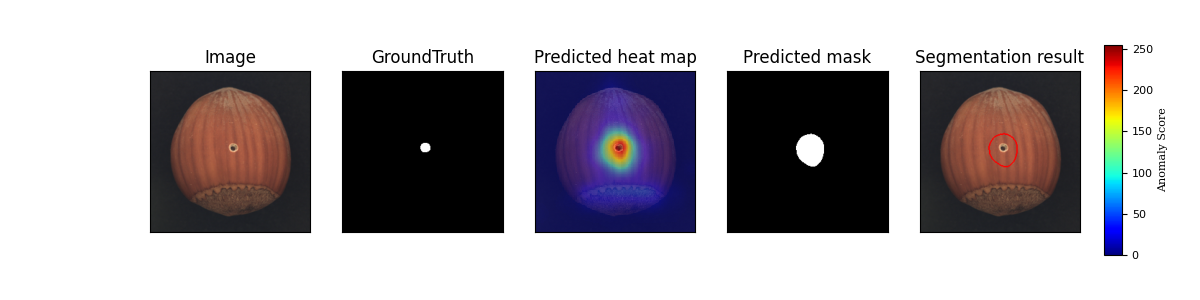 Image
GroundTruth
Predicted heat map
Predicted mask
Segmentation result
250
200
150
100
50
0
Anomaly Score